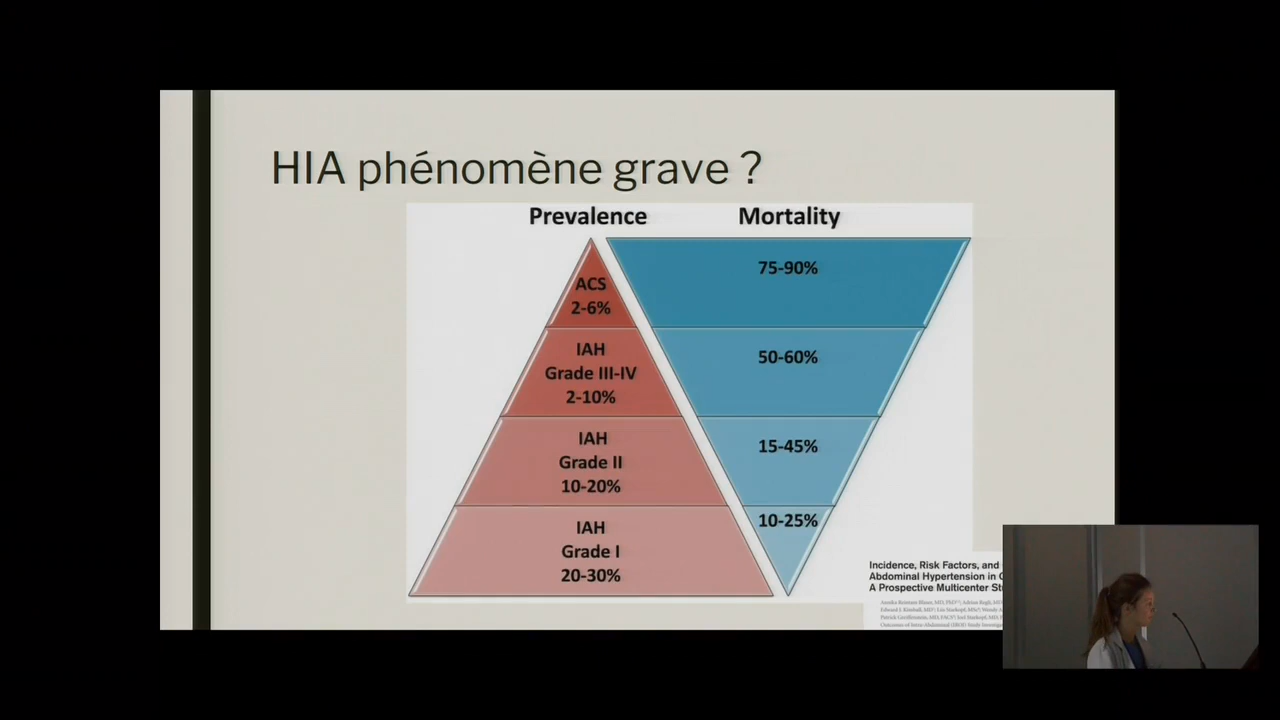 HIA phénomène grave ?
Prevalence
Mortality
ACS
2-6%
IAH
Grade III-IV
2-10%
IAH
Grade II
10-20%
IAH
Grade I
20-30%
75-90%
50-60%
15-45%
10-25%
Incidence, Risk Factors, and
Abdominal Hypertension in
A Prospective Multicenter